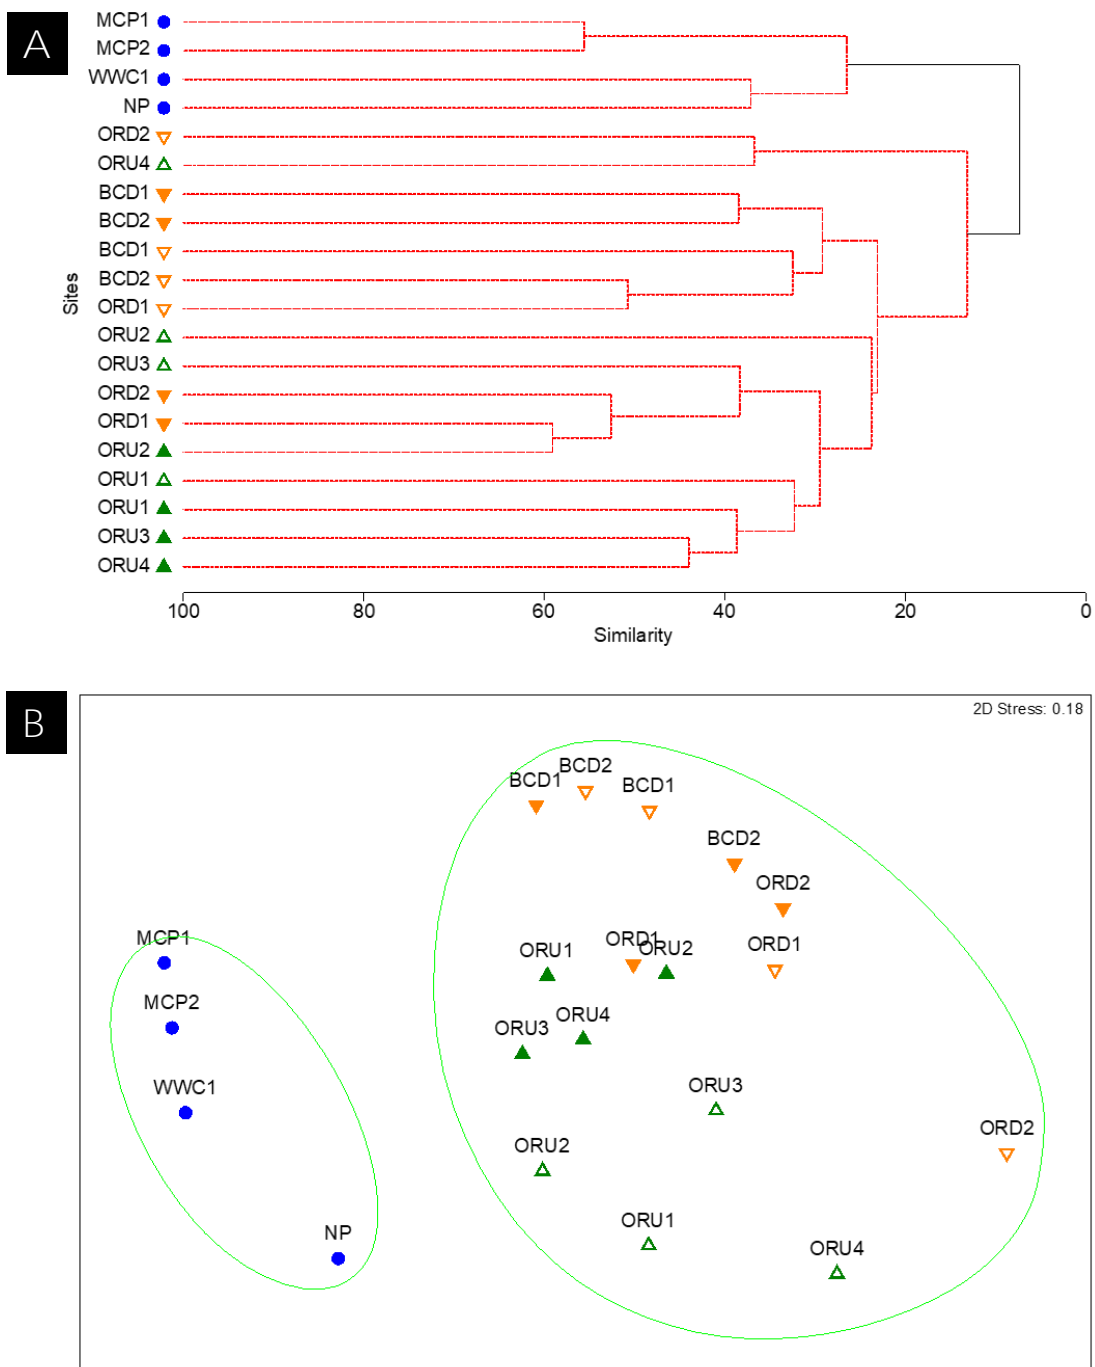 A
MCP1
MCP2
WWC1
NP
ORD2
ORU4
BCD1
BCD2
BCD1
BCD2
ORD1
ORU2
ORU3
ORD2
ORD1
ORU2
ORU1
ORU1
ORU3
ORU4
Sites
100 80 60 40 20 0
Similarity
B
2D Stress: 0.18
BCD1 BCD2 BCD1
BCD2
ORD2
MCP1
ORU1 ORD1 ORU2 ORD1
MCP2
ORU3 ORU4
WWC1
ORU3
ORU2
ORD2
NP
ORU1
ORU4